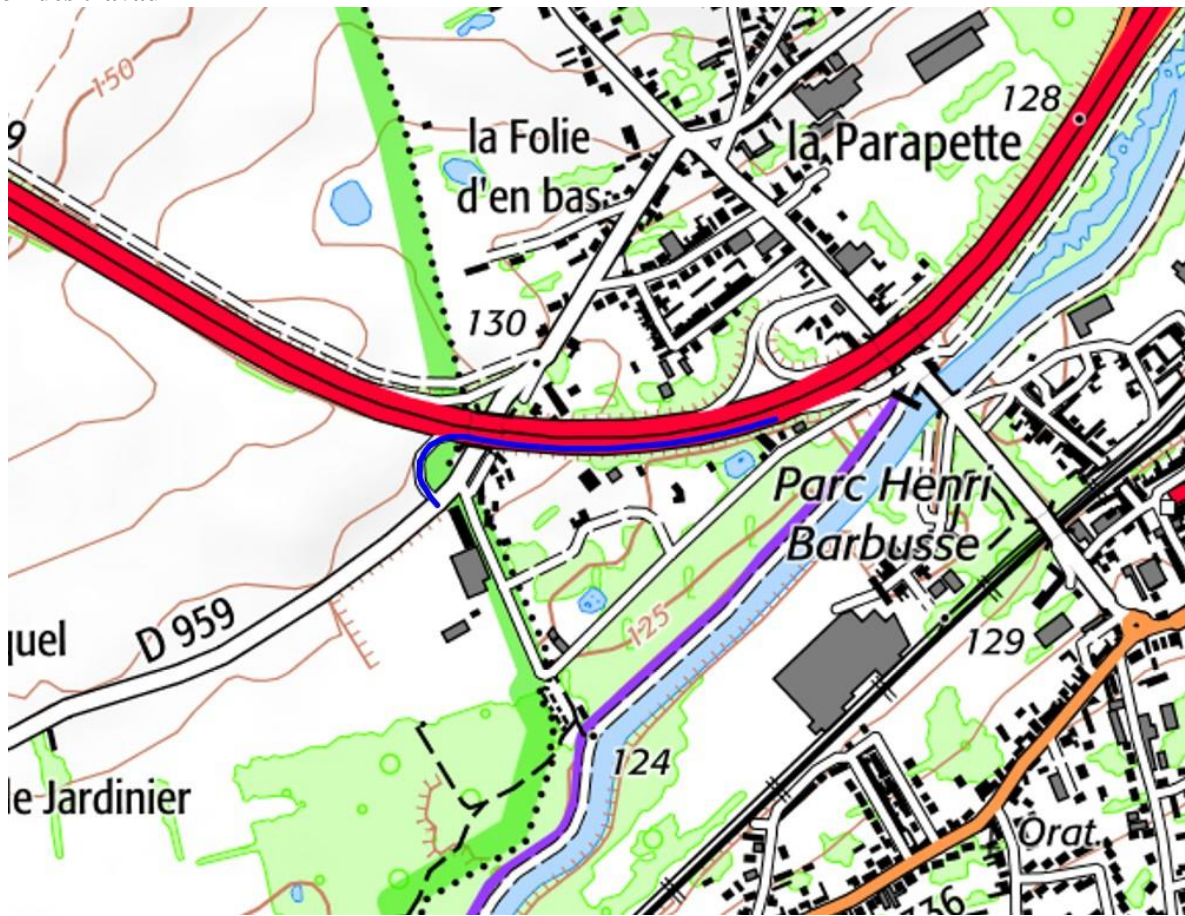 150
9
128
la Folie
d'en bas
la Parapette
130
Parc Henri
Barbusse
125
D 959
quel
129
124
le Jardinier
Orat.
136